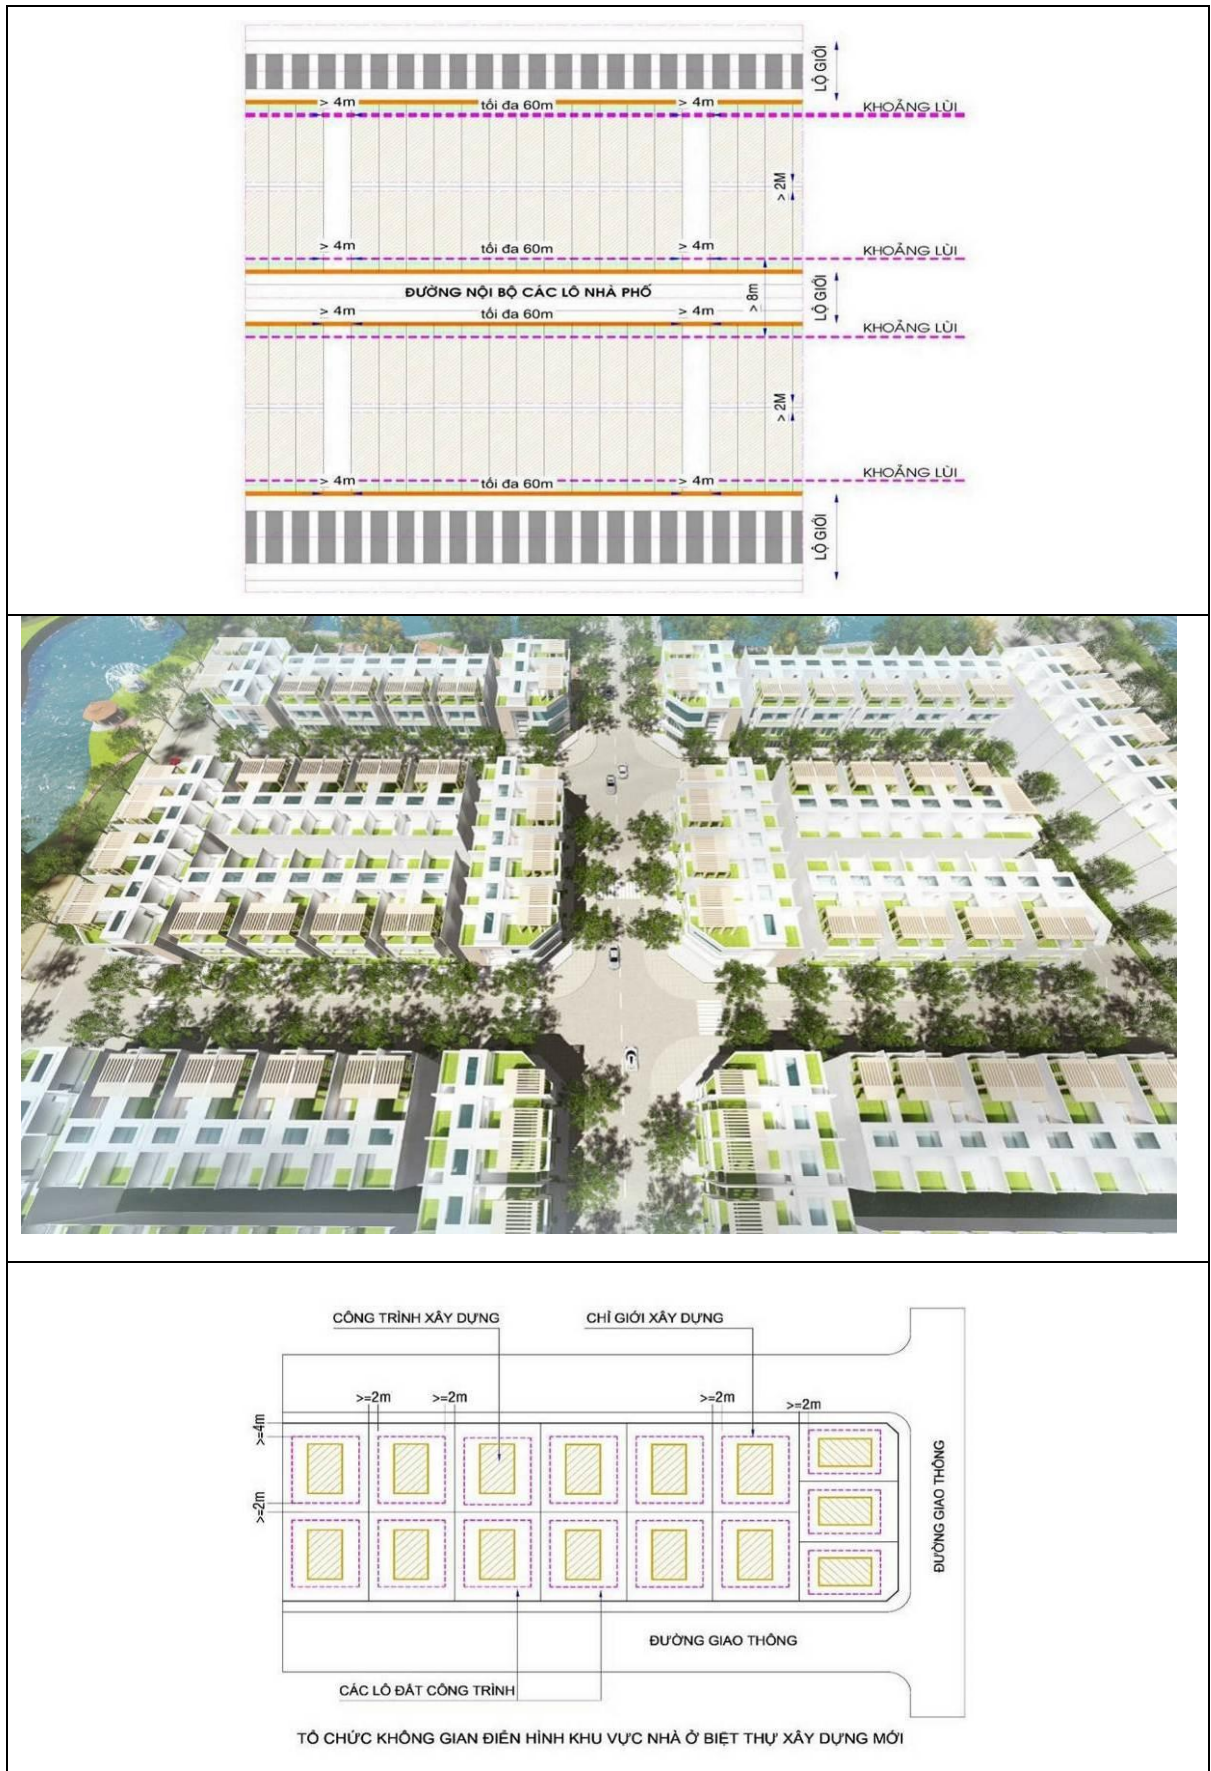 LỘ GIỚI
> 4m tối đa 60m > 4m
KHOẢNG LÙI
> 2M
> 4m tối đa 60m > 4m
KHOẢNG LÙI
ĐƯỜNG NỘI BỘ CÁC LÔ NHÀ PHỐ
> 8m
LỘ GIỚI
> 4m tối đa 60m > 4m
KHOẢNG LÙI
> 2M
KHOẢNG LÙI
> 4m tối đa 60m > 4m
LỘ GIỚI
CÔNG TRÌNH XÂY DỰNG
CHỈ GIỚI XÂY DỰNG
>=2m >=2m >=2m >=2m
>=4m
>=2m
ĐƯỜNG GIAO THÔNG
ĐƯỜNG GIAO THÔNG
CÁC LÔ ĐẤT CÔNG TRÌNH
TỔ CHỨC KHÔNG GIAN ĐIỂN HÌNH KHU VỰC NHÀ Ở BIỆT THỰ XÂY DỰNG MỚI